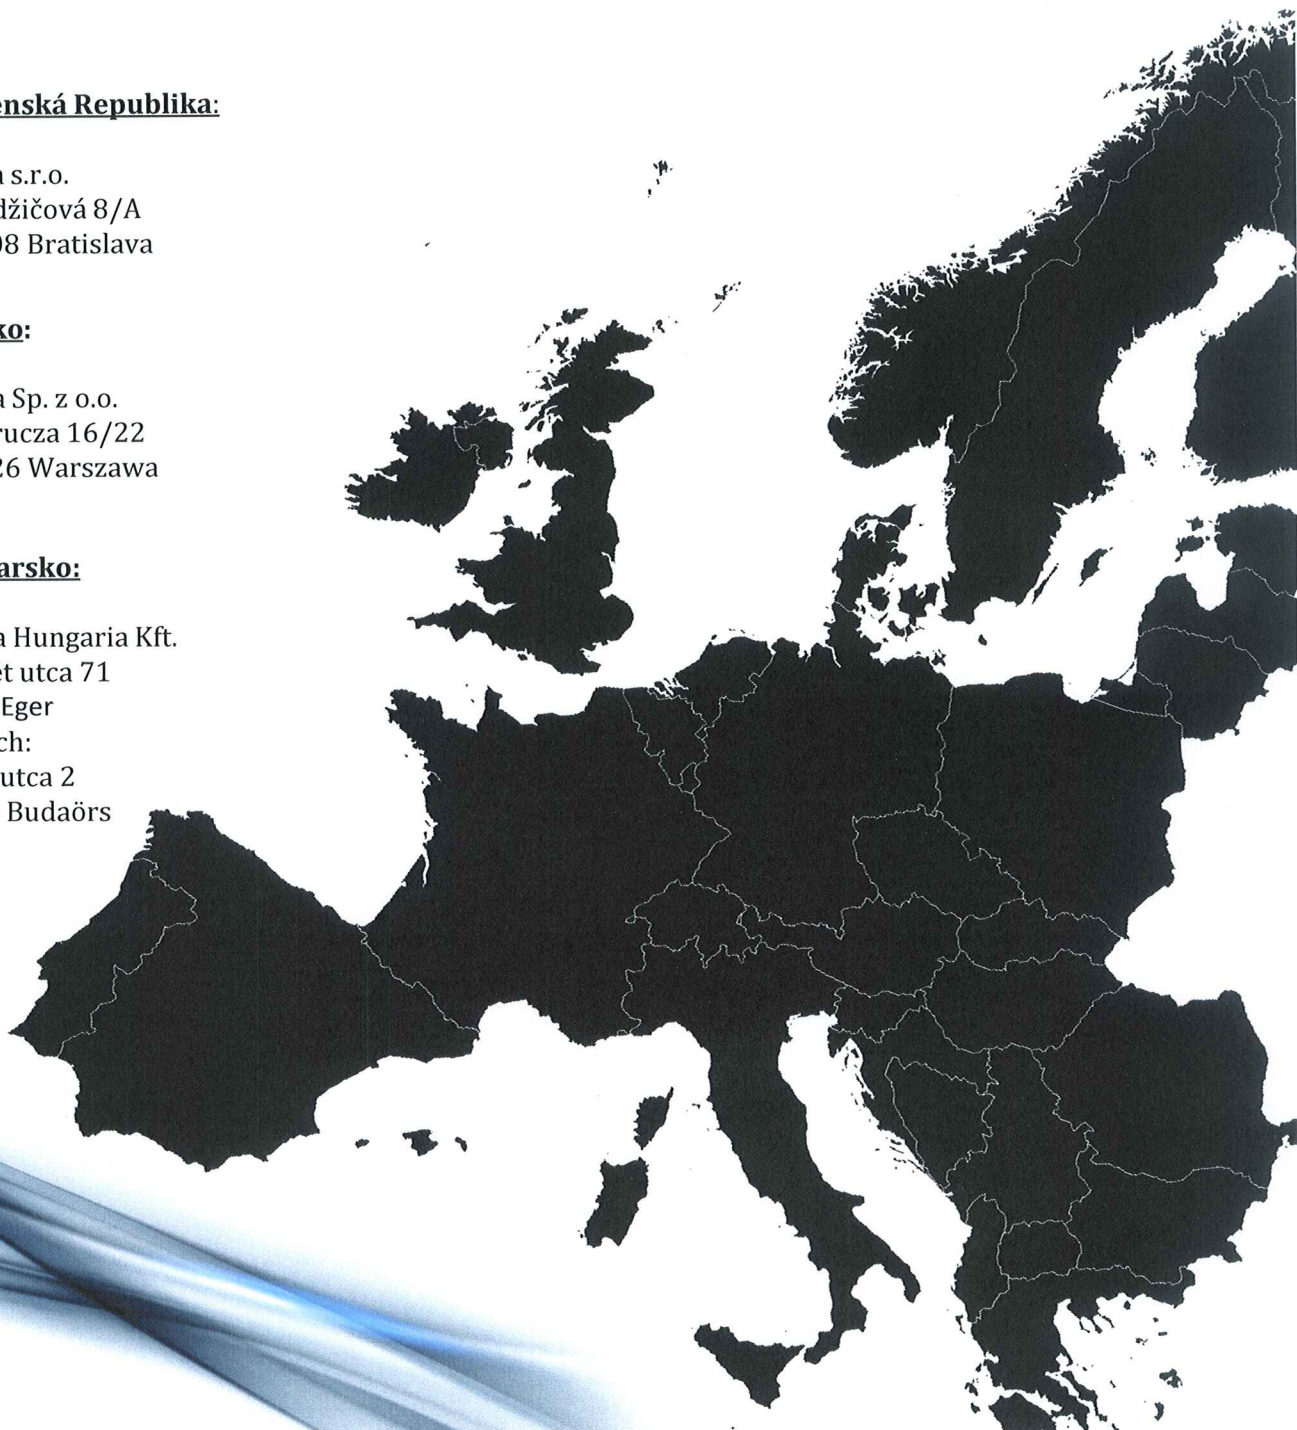 enská Republika:
a s.r.o.
džičová 8/A
08 Bratislava
ko:
a Sp. z o.o.
rucza 16/22
26 Warszawa
arsko:
a Hungaria Kft.
et utca 71
Eger
ch:
utca 2
Budaörs